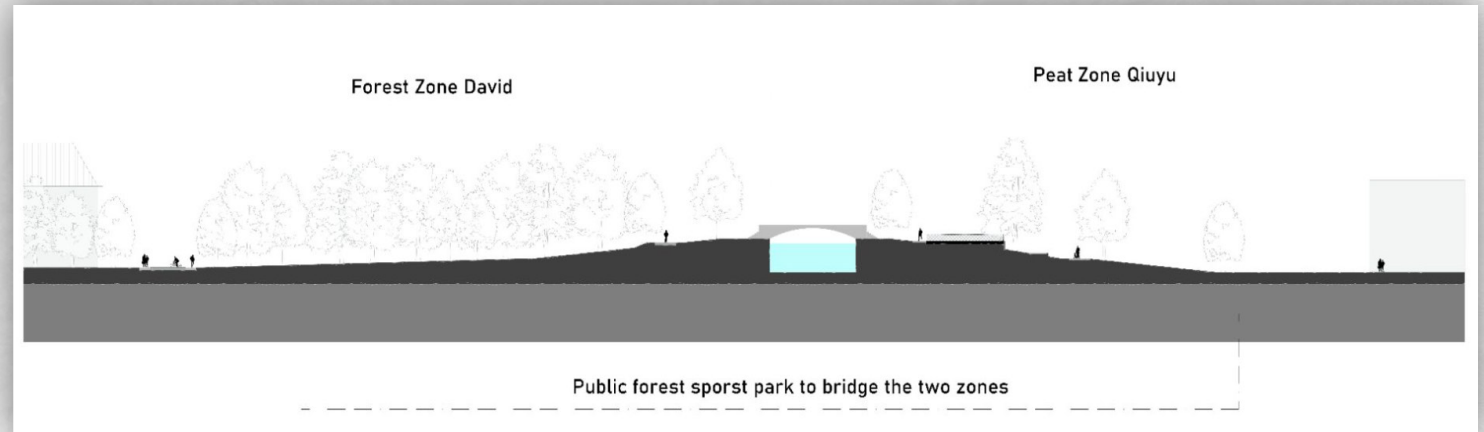 Forest Zone David
Peat Zone Qiuyu
Public forest sporst park to bridge the two zones